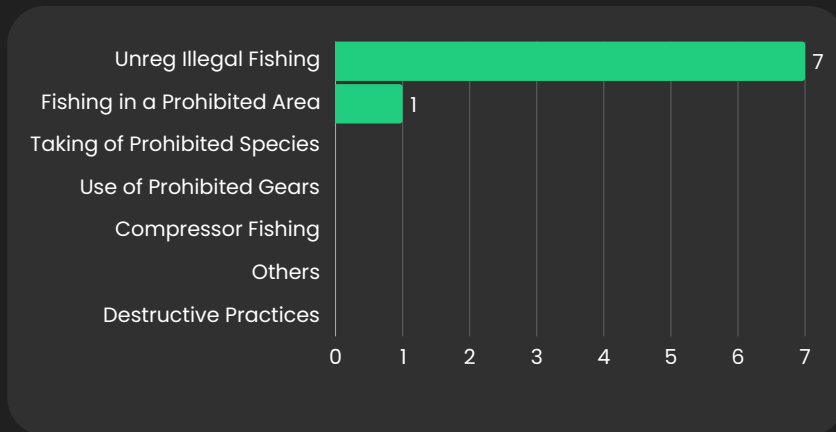 Unreg Illegal Fishing 7
Fishing in a Prohibited Area 1
Taking of Prohibited Species
Use of Prohibited Gears
Compressor Fishing
Others
Destructive Practices
0 1 2 3 4 5 6 7